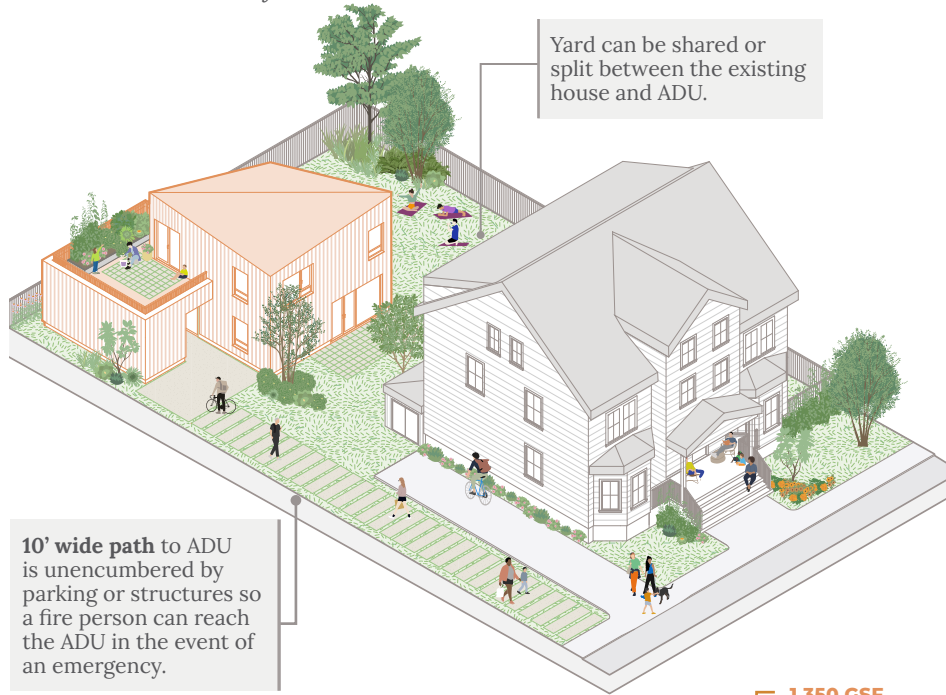 Yard can be shared or
split between the existing
house and ADU.
10’ wide path to ADU
is unencumbered by
parking or structures so
a fire person can reach
the ADU in the event of
an emergency.